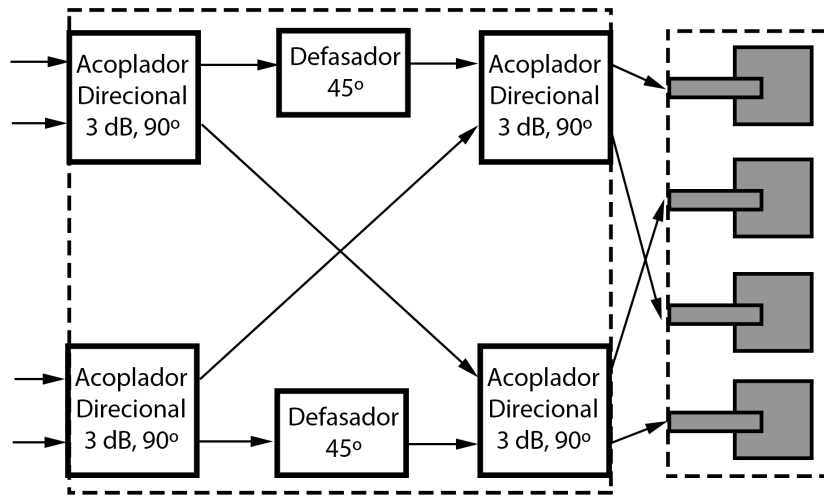 Acoplador
Direcional
3 dB, 90º
Defasador
45º
Acoplador
Direcional
3 dB, 90º
Acoplador
Direcional
3 dB, 90º
Defasador
45º
Acoplador
Direcional
3 dB, 90º